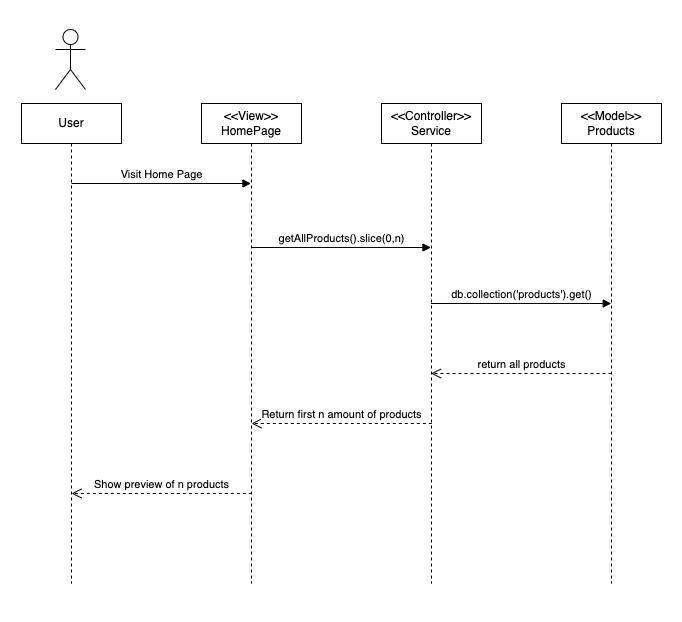 User
<<View>>
HomePage
<<Controller>>
Service
<<Model>>
Products
Visit Home Page
getAllProducts().slice(0,n)
db.collection('products').get()
return all products
Return first n amount of products
Show preview of n products